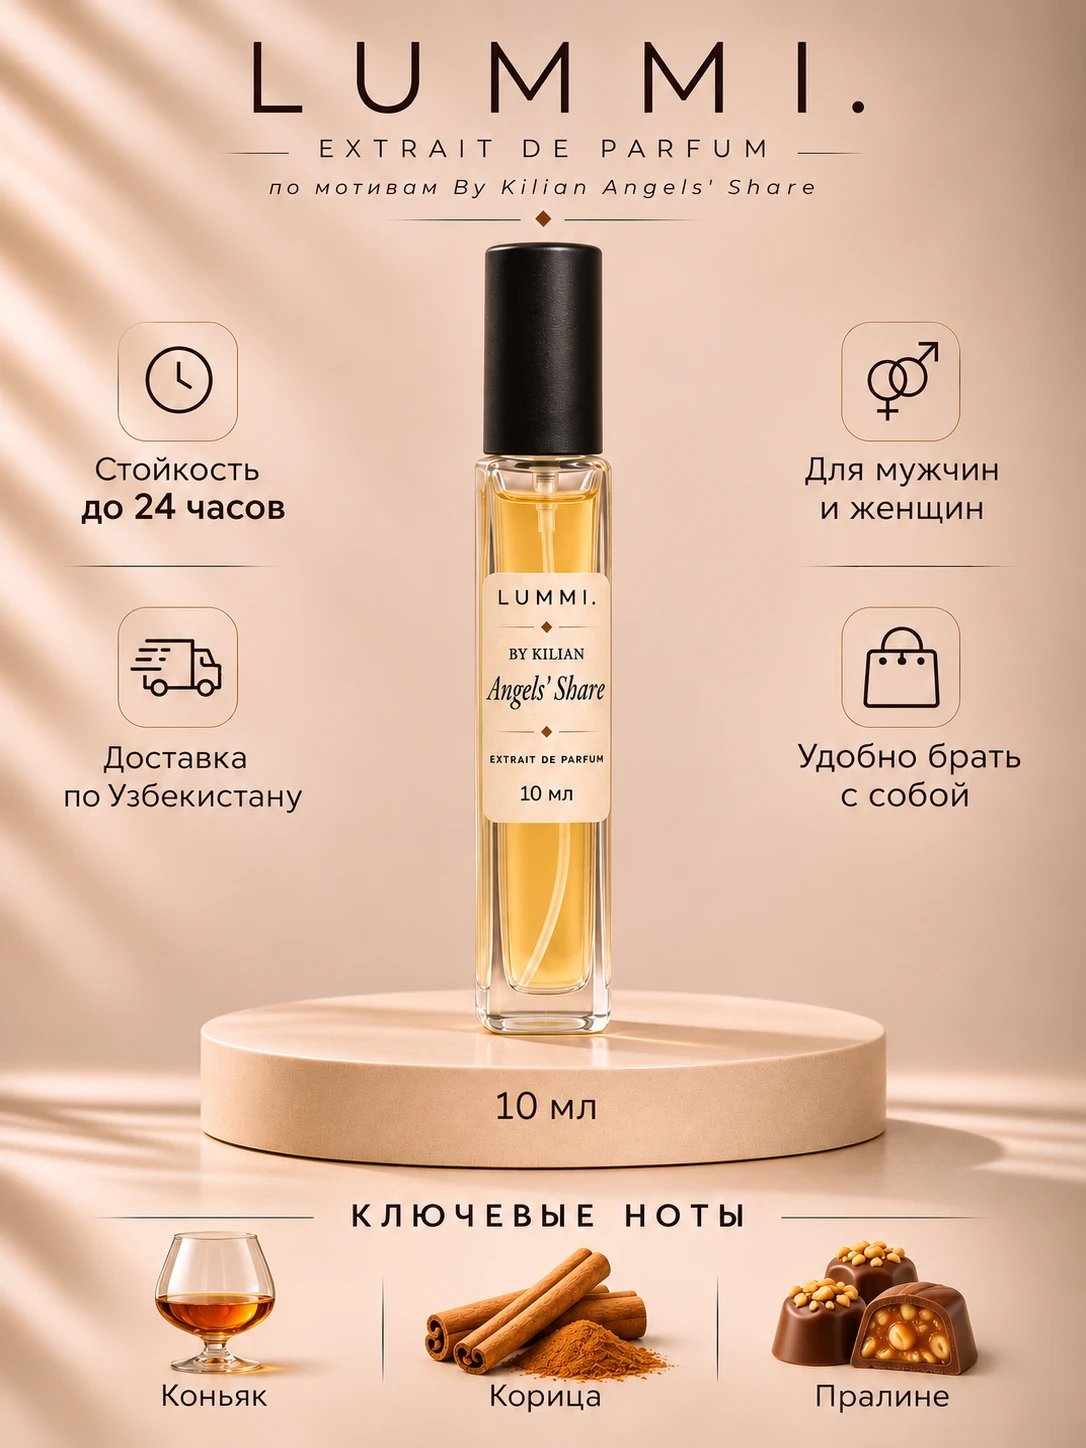 LUMMI.
EXTRAIT DE PARFUM
по мотивам By Kilian Angels' Share
Стойкость
до 24 часов
Для мужчин
и женщин
LUMMI.
BY KILIAN
Angels' Share
EXTRAIT DE PARFUM
10 мл
Доставка
по Узбекистану
Удобно брать
с собой
10 мл
КЛЮЧЕВЫЕ НОТЫ
Коньяк
Корица
Пралине